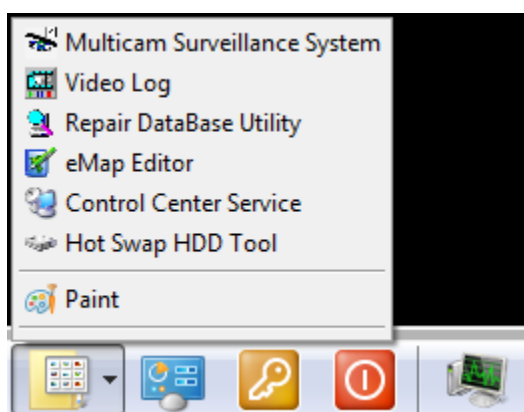 Multicam Surveillance System
Video Log
Repair DataBase Utility
eMap Editor
Control Center Service
Hot Swap HDD Tool
Paint